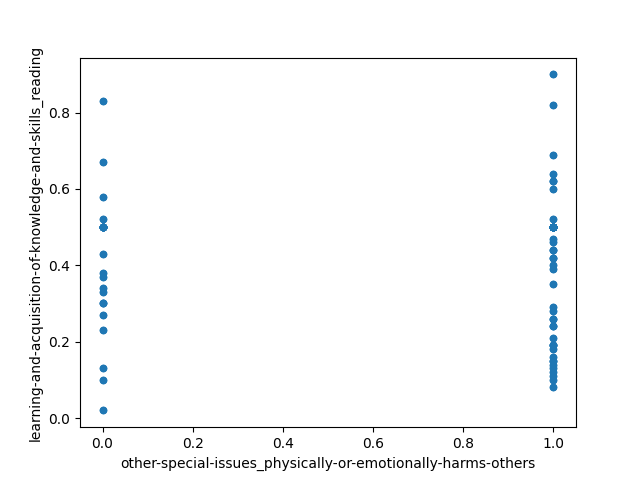 learning-and-acquisition-of-knowledge-and-skills_reading
0.8
0.6
0.4
0.2
0.0
0.0 0.2 0.4 0.6 0.8 1.0
other-special-issues_physically-or-emotionally-harms-others